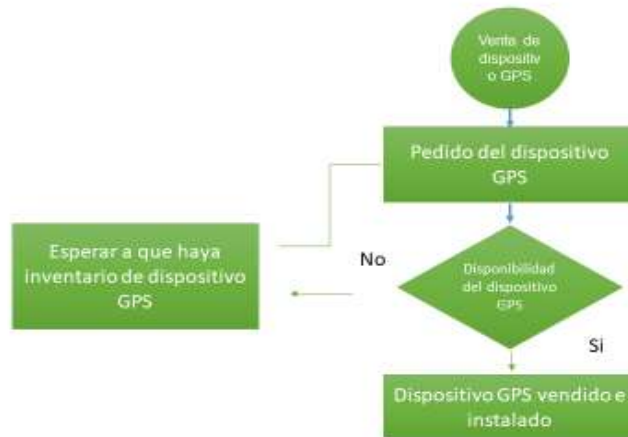 Venta de
dispositiv
o GPS
Pedido del dispositivo
GPS
Esperar a que haya
inventario de dispositivo
GPS
No
Disponibilidad
del dispositivo
GPS
Si
Dispositivo GPS vendido e
instalado